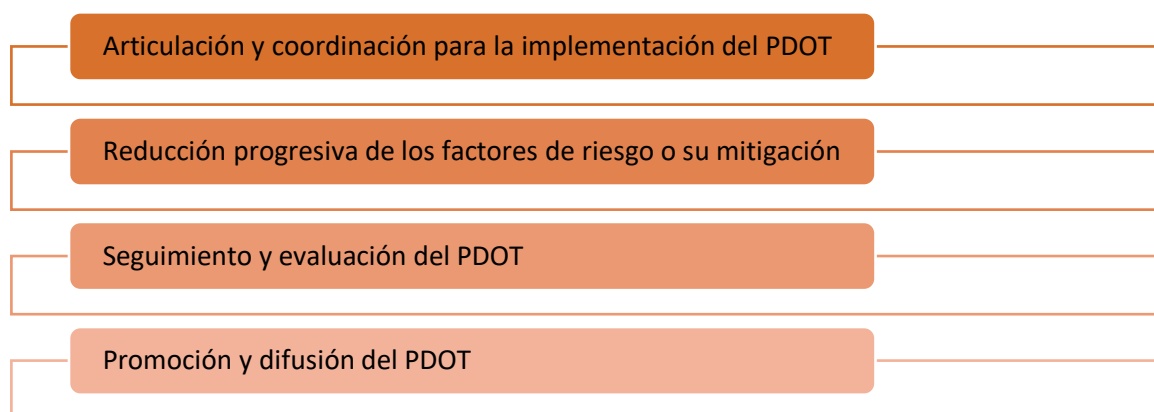 Articulación y coordinación para la implementación del PDOT
Reducción progresiva de los factores de riesgo o su mitigación
Seguimiento y evaluación del PDOT
Promoción y difusión del PDOT